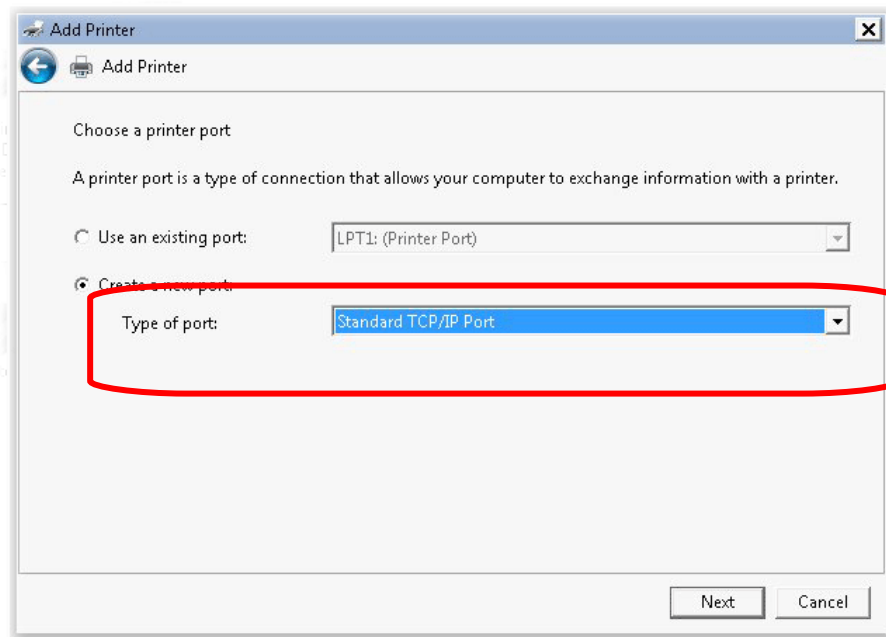 Add Printer
Add Printer
Choose a printer port
A printer port is a type of connection that allows your computer to exchange information with a printer.
Use an existing port: LPT1: (Printer Port)
Create a new port:
Type of port: Standard TCP/IP Port
Next Cancel